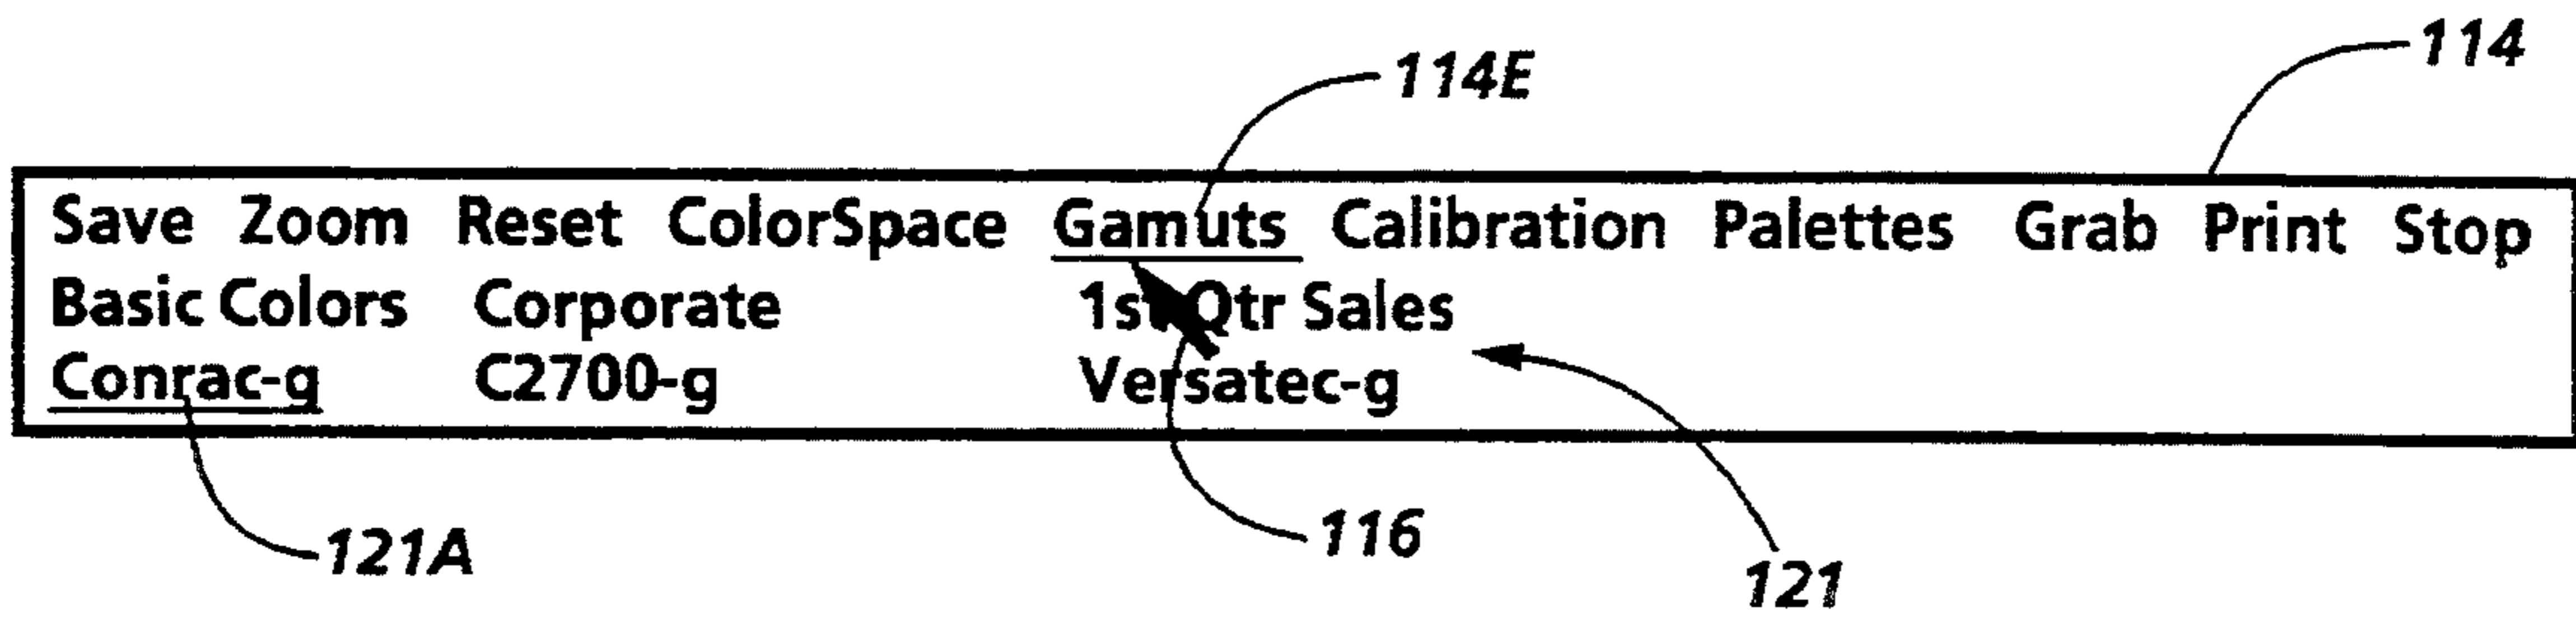 114
114E
Save Zoom Reset ColorSpace Gamuts Calibration Palettes Grab Print Stop
Basic Colors Corporate 1st Qtr Sales
Conrac-g C2700-g Versatec-g
121A
116
121